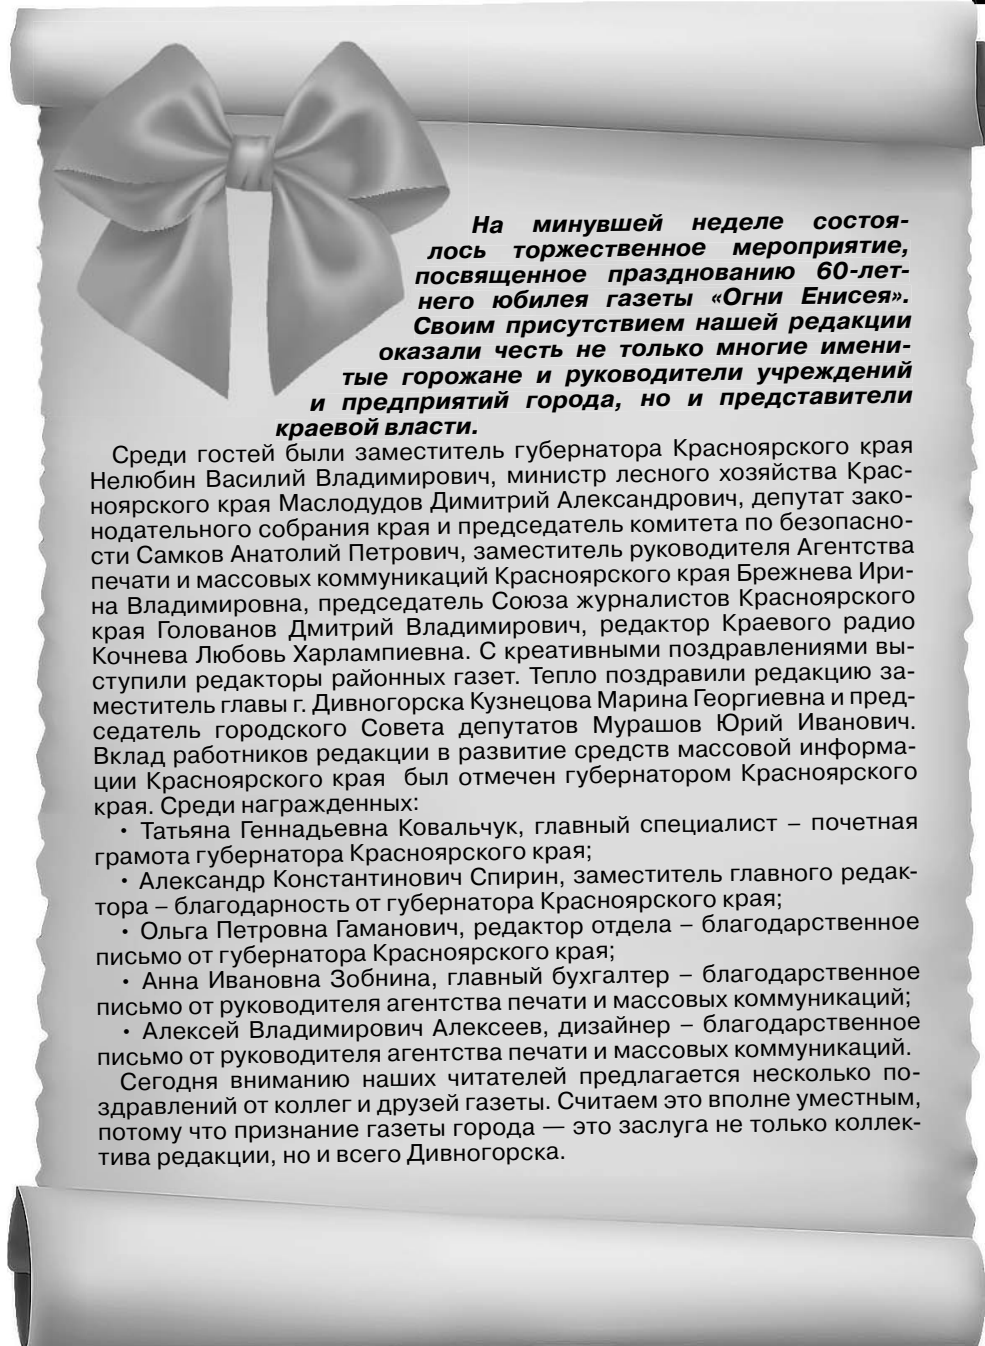 На минувшей неделе состоя-
лось торжественное мероприятие,
посвященное празднованию 60-лет-
него юбилея газеты «Огни Енисея».
Своим присутствием нашей редакции
оказали честь не только многие имени-
тые горожане и руководители учреждений
и предприятий города, но и представители
краевой власти.
Среди гостей были заместитель губернатора Красноярского края
Нелюбин Василий Владимирович, министр лесного хозяйства Крас-
ноярского края Маслодудов Димитрий Александрович, депутат зако-
нодательного собрания края и председатель комитета по безопасно-
сти Самков Анатолий Петрович, заместитель руководителя Агентства
печати и массовых коммуникаций Красноярского края Брежнева Ири-
на Владимировна, председатель Союза журналистов Красноярского
края Голованов Дмитрий Владимирович, редактор Краевого радио
Кочнева Любовь Харлампиевна. С креативными поздравлениями вы-
ступили редакторы районных газет. Тепло поздравили редакцию за-
меститель главы г. Дивногорска Кузнецова Марина Георгиевна и пред-
седатель городского Совета депутатов Мурашов Юрий Иванович.
Вклад работников редакции в развитие средств массовой информа-
ции Красноярского края был отмечен губернатором Красноярского
края. Среди награжденных:
• Татьяна Геннадьевна Ковальчук, главный специалист – почетная
грамота губернатора Красноярского края;
• Александр Константинович Спирин, заместитель главного редак-
тора – благодарность от губернатора Красноярского края;
• Ольга Петровна Гаманович, редактор отдела – благодарственное
письмо от губернатора Красноярского края;
• Анна Ивановна Зобнина, главный бухгалтер – благодарственное
письмо от руководителя агентства печати и массовых коммуникаций;
• Алексей Владимирович Алексеев, дизайнер – благодарственное
письмо от руководителя агентства печати и массовых коммуникаций.
Сегодня вниманию наших читателей предлагается несколько по-
здравлений от коллег и друзей газеты. Считаем это вполне уместным,
потому что признание газеты города — это заслуга не только коллек-
тива редакции, но и всего Дивногорска.